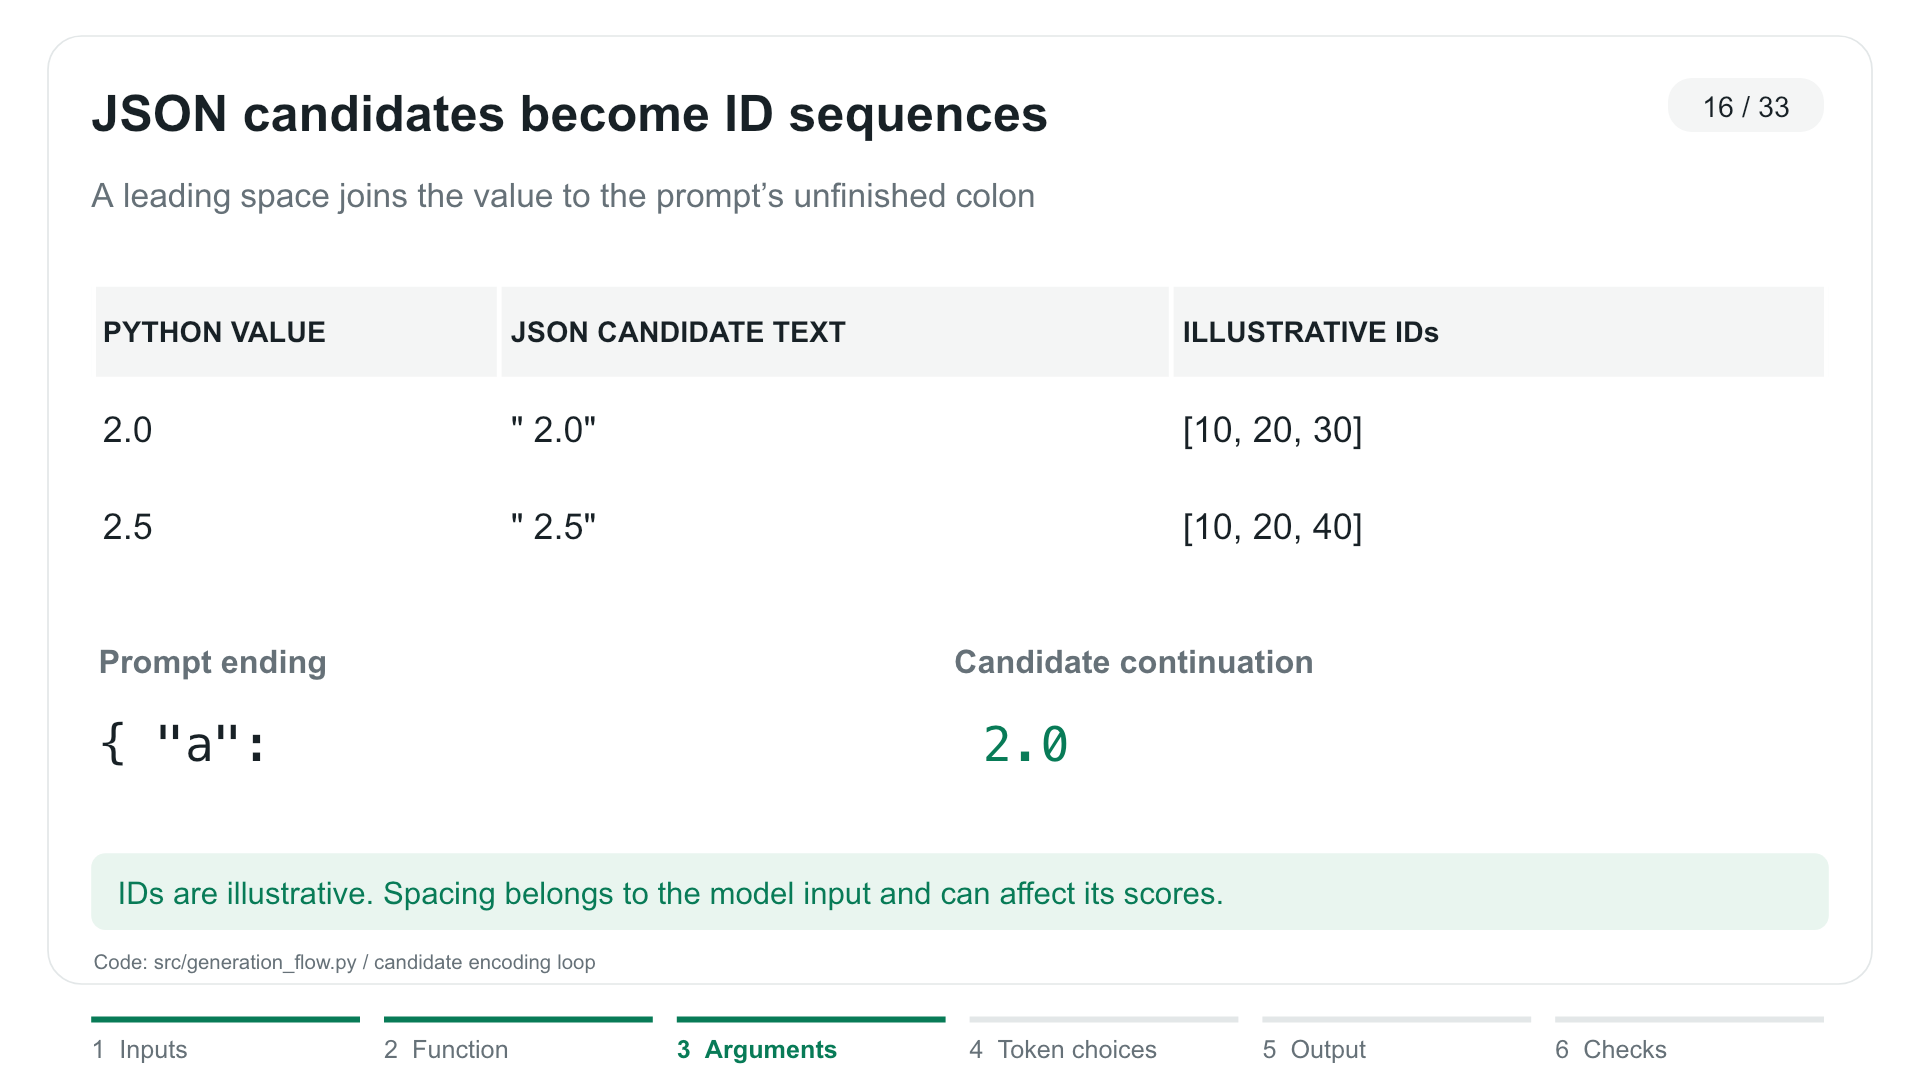 JSON candidates become ID sequences
16 / 33
A leading space joins the value to the prompt’s unfinished colon
PYTHON VALUE JSON CANDIDATE TEXT ILLUSTRATIVE IDs
2.0 " 2.0" [10, 20, 30]
2.5 " 2.5" [10, 20, 40]
Prompt ending Candidate continuation
{ "a": 2.0
IDs are illustrative. Spacing belongs to the model input and can affect its scores.
Code: src/generation_flow.py / candidate encoding loop
1 Inputs 2 Function 3 Arguments 4 Token choices 5 Output 6 Checks